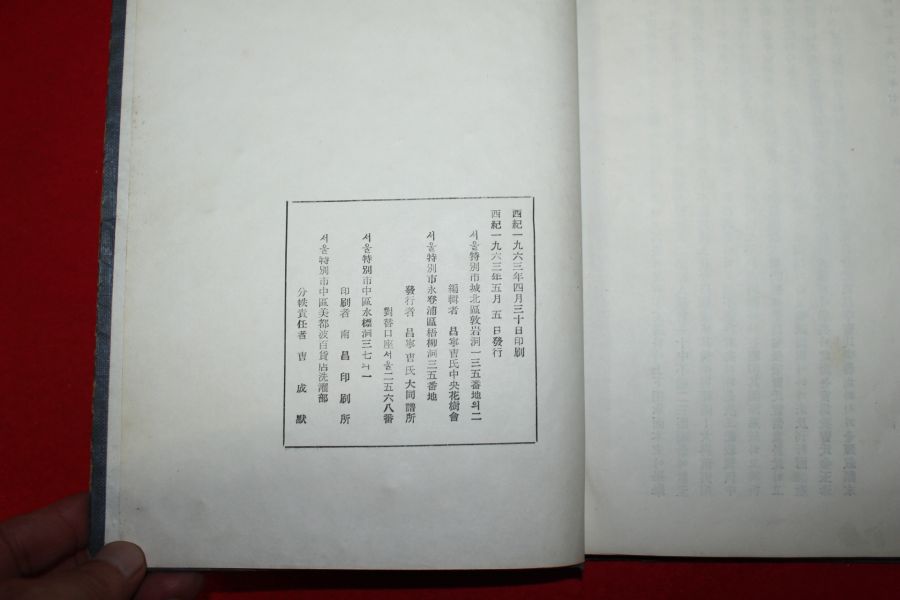 西紀一九六三年四月三十日印刷
西紀一九六三年五月 五日發行
서울特別市城北區敦岩洞一三五番地의二
編輯者 昌寧曺氏中央花樹會
서울特別市永登浦區梧柳洞三五番地
發行者 昌寧曺氏大同譜所
對替口座서울二五六八番
서울特別市中區水標洞三七의一
印刷者 南昌印刷所
서울特別市中區美都波百貨店洗濯部
分帙責任者 曺成默